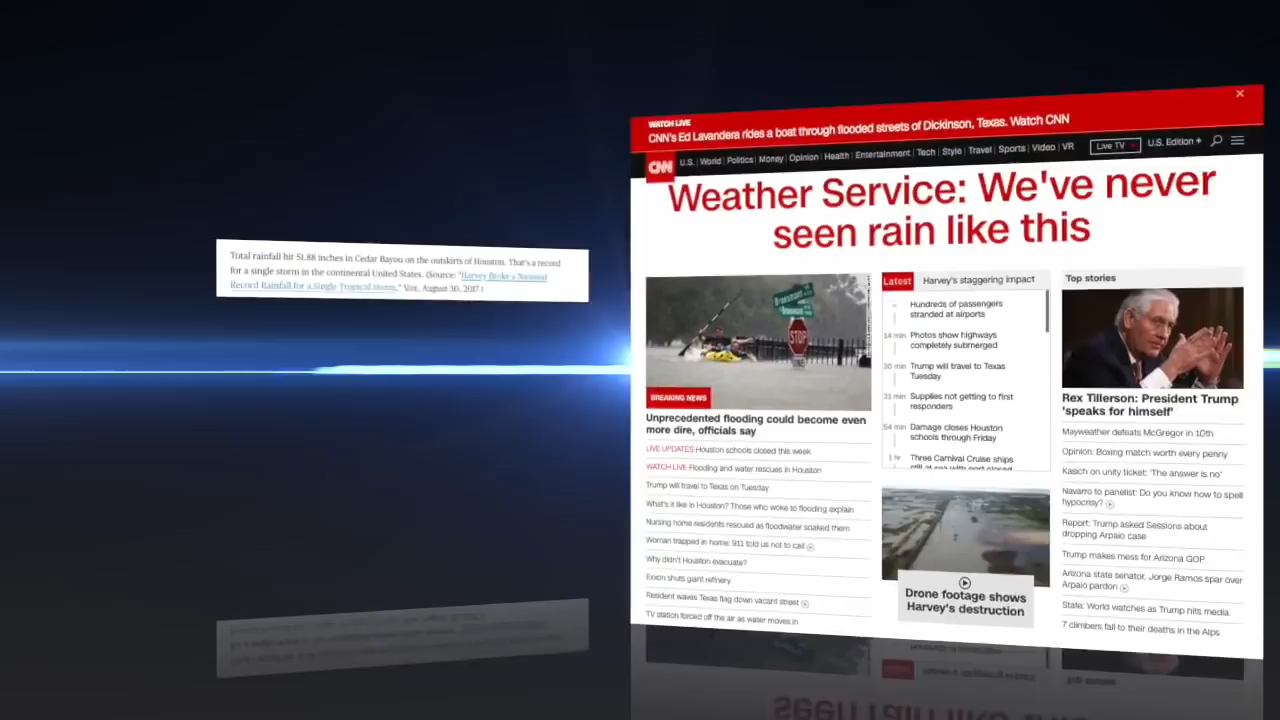 Total rainfall hit 51.88 inches in Cedar Bayou on the outskirts of Houston. That's a record
for a single storm in the continental United States. (Source: "Harvey Broke a National
Record Rainfall for a Single Tropical Storm," Vox, August 30, 2017.)
WATCH LIVE
CNN's Ed Lavandera rides a boat through flooded streets of Dickinson, Texas. Watch CNN
CNN
U.S. | World | Politics | Money | Opinion | Health | Entertainment | Tech | Style | Travel | Sports | Video | VR
Live TV
U.S. Edition +
Weather Service: We've never
seen rain like this
STOP
BREAKING NEWS
Unprecedented flooding could become even
more dire, officials say
LIVE UPDATES Houston schools closed this week
WATCH LIVE Flooding and water rescues in Houston
Trump will travel to Texas on Tuesday
What's it like in Houston? Those who woke to flooding explain
Nursing home residents rescued as floodwater soaked them
Woman trapped in home: 911 told us not to call
Why didn't Houston evacuate?
Exxon shuts giant refinery
Resident waves Texas flag down vacant street
TV station forced off the air as water moves in
Latest
Harvey's staggering impact
Hundreds of passengers
stranded at airports
14 min Photos show highways
completely submerged
30 min Trump will travel to Texas
Tuesday
31 min Supplies not getting to first
responders
54 min Damage closes Houston
schools through Friday
1 hr Three Carnival Cruise ships
still at sea with port closed
Drone footage shows
Harvey's destruction
Top stories
Rex Tillerson: President Trump
'speaks for himself'
Mayweather defeats McGregor in 10th
Opinion: Boxing match worth every penny
Kasich on unity ticket: 'The answer is no'
Navarro to panelist: Do you know how to spell
hypocrisy?
Report: Trump asked Sessions about
dropping Arpaio case
Trump makes mess for Arizona GOP
Arizona state senator, Jorge Ramos spar over
Arpaio pardon
State: World watches as Trump hits media
7 climbers fall to their deaths in the Alps